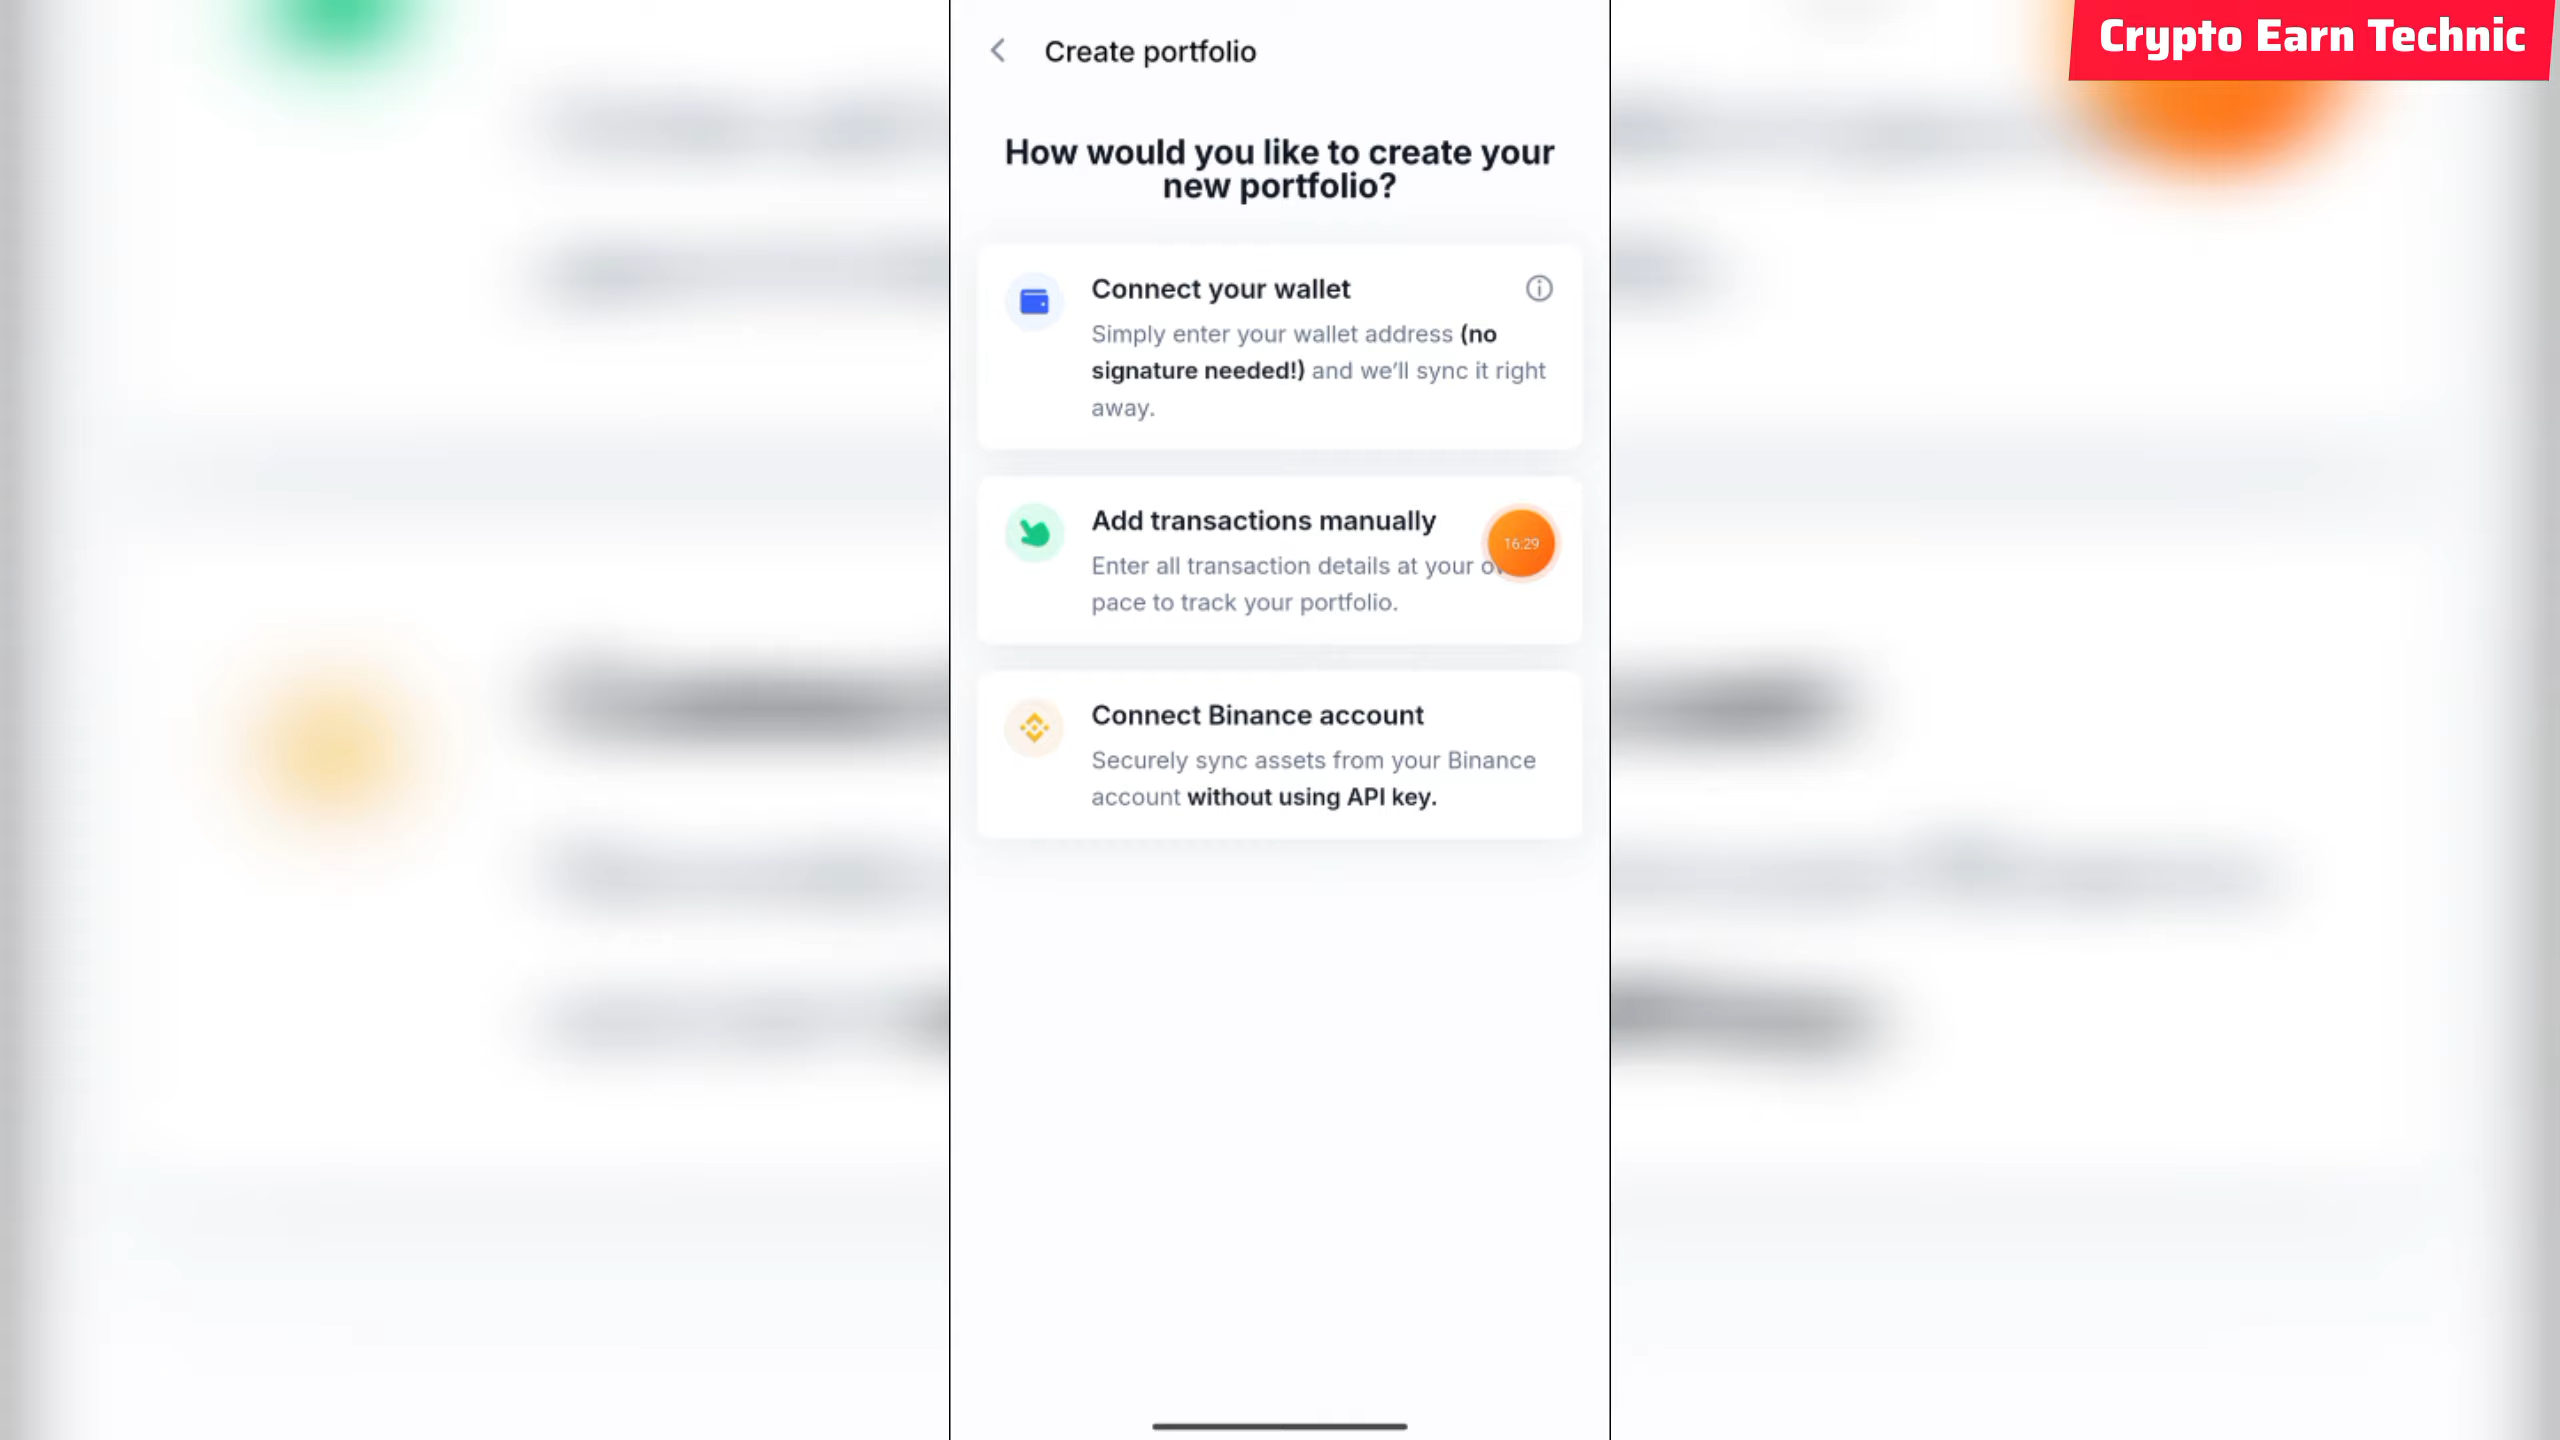 Crypto Earn Technic
Create portfolio
How would you like to create your
new portfolio?
Connect your wallet
Simply enter your wallet address (no
signature needed!) and we'll sync it right
away.
Add transactions manually
16:29
Enter all transaction details at your
pace to track your portfolio.
Connect Binance account
Securely sync assets from your Binance
account without using API key.